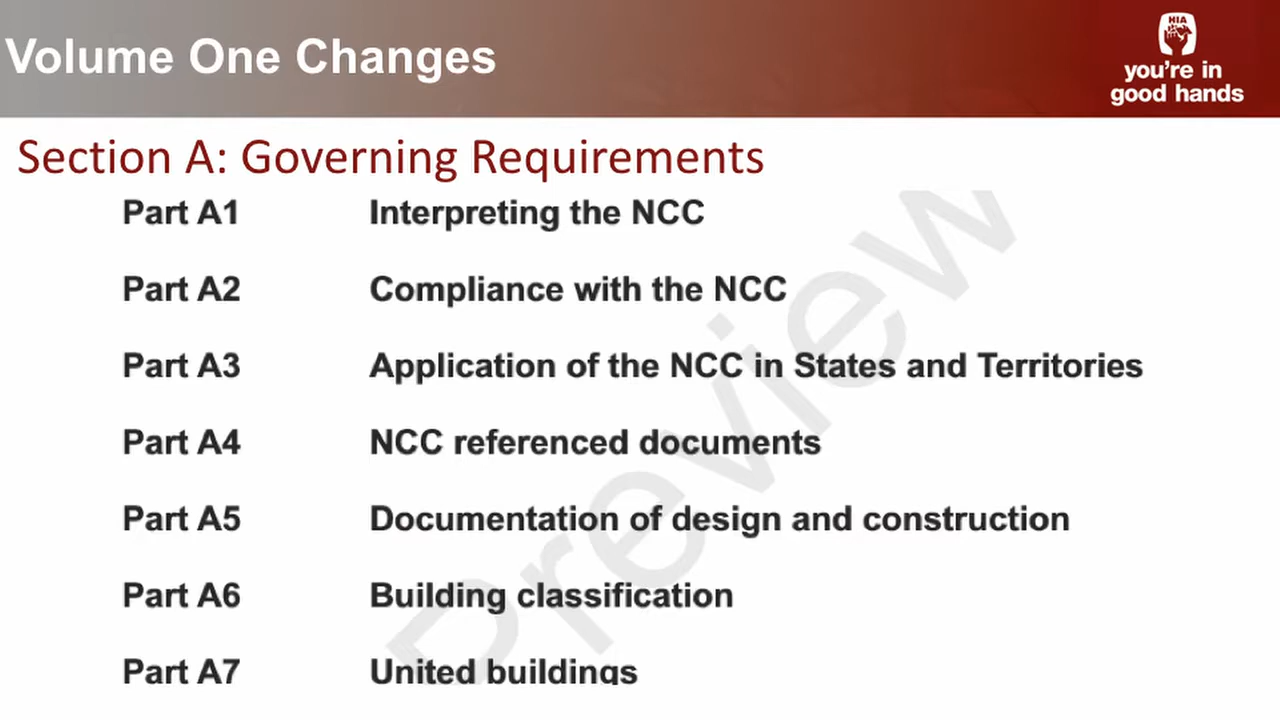 Volume One Changes
HIA
you're in
good hands
Section A: Governing Requirements
Part A1 Interpreting the NCC
Part A2 Compliance with the NCC
Part A3 Application of the NCC in States and Territories
Part A4 NCC referenced documents
Part A5 Documentation of design and construction
Part A6 Building classification
Part A7 United buildings
Preview